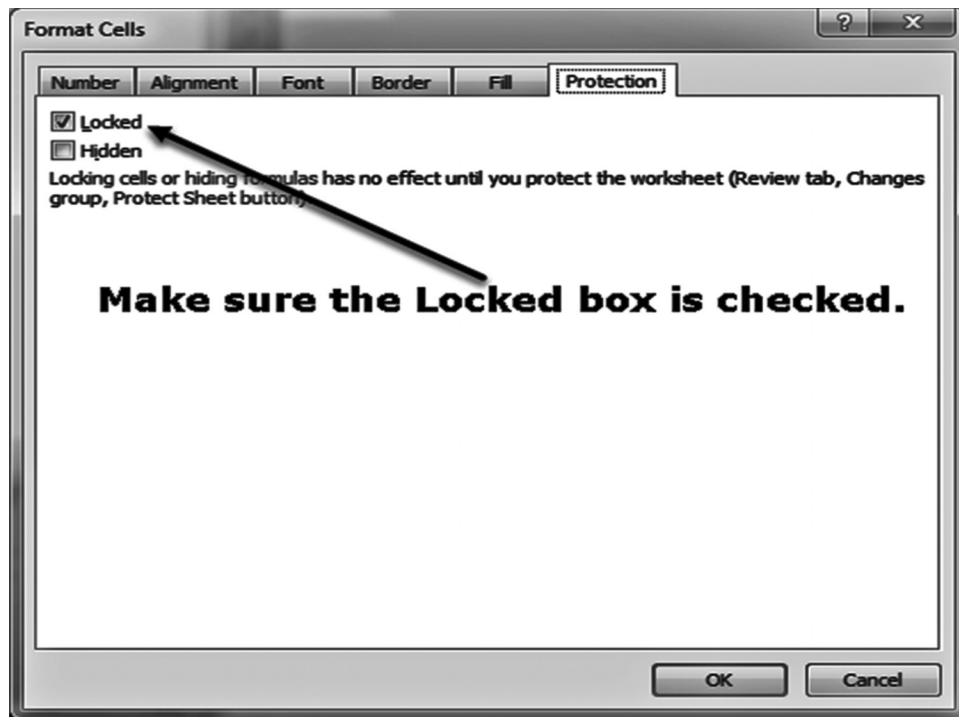 Format Cells
Number Alignment Font Border Fill Protection
Locked
Hidden
Locking cells or hiding formulas has no effect until you protect the worksheet (Review tab, Changes
group, Protect Sheet button).
Make sure the Locked box is checked.
OK Cancel